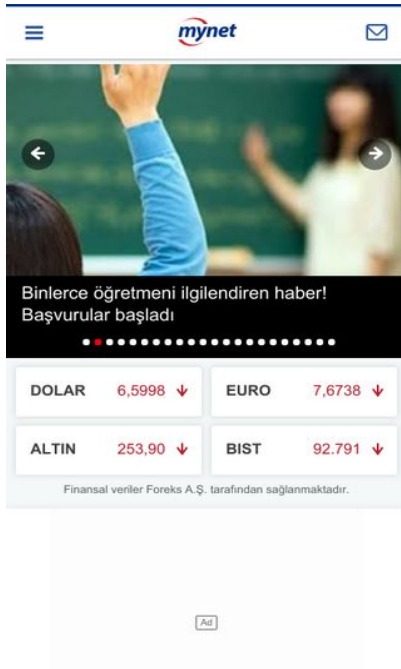 mynet
Binlerce öğretmeni ilgilendiren haber!
Başvurular başladı
DOLAR 6,5998 EURO 7,6738
ALTIN 253,90 BIST 92.791
Finansal veriler Foreks A.Ş. tarafından sağlanmaktadır.
Ad